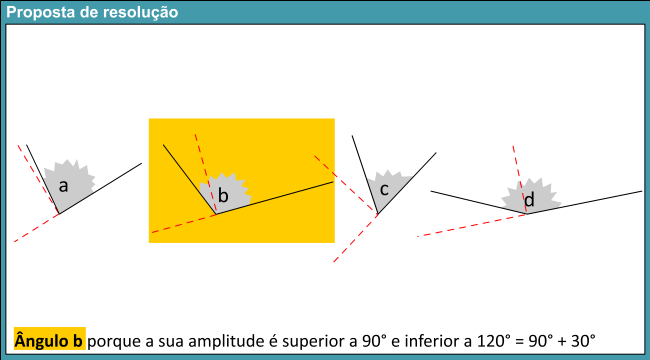 Proposta de resolução
a
b
c
d
Ângulo b porque a sua amplitude é superior a 90° e inferior a 120° = 90° + 30°